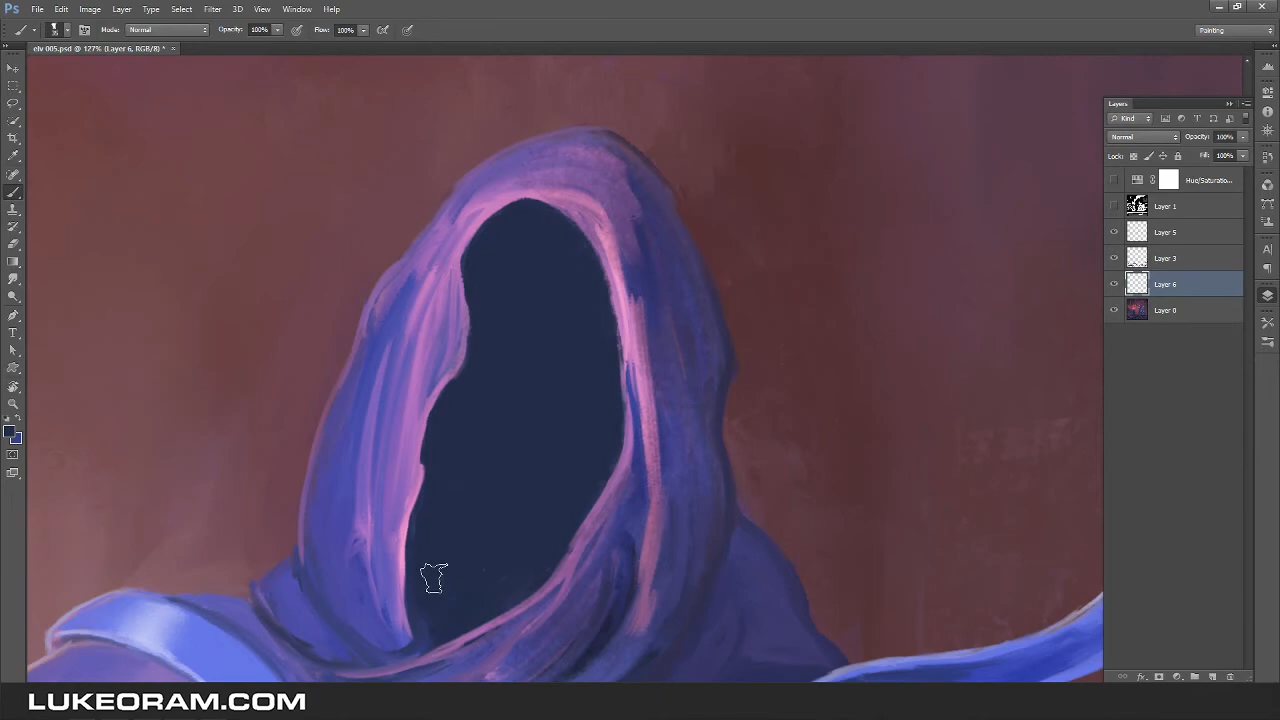 Ps File Edit Image Layer Type Select Filter 3D View Window Help
Mode: Normal Opacity: 100% Flow: 100% Painting
elv 005.psd @ 127% (Layer 6, RGB/8) * ×
Layers
Kind
Normal Opacity: 100%
Lock: Fill: 100%
Hue/Saturatio...
Layer 1
Layer 5
Layer 3
Layer 6
Layer 0
LUKEORAM.COM